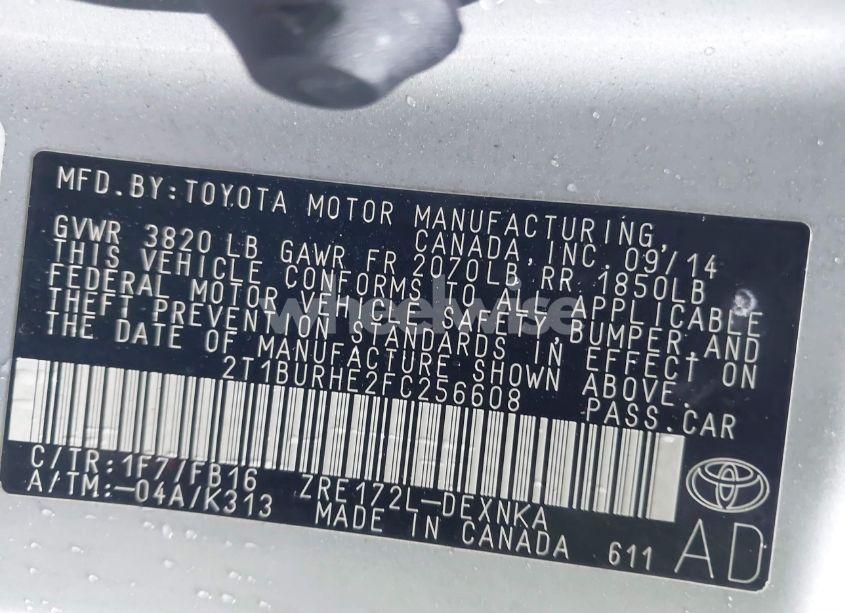 MFD.BY:TOYOTA MOTOR MANUFACTURING,
CANADA, INC. 09/14
GVWR 3820 LB GAWR FR 2070LB RR 1850LB
THIS VEHICLE CONFORMS TO ALL APPLICABLE
FEDERAL MOTOR VEHICLE SAFETY, BUMPER, AND
THEFT PREVENTION STANDARDS IN EFFECT ON
THE DATE OF MANUFACTURE SHOWN ABOVE.
2T1BURHE2FC256608 PASS.CAR
C/TR:1F7/FB16
A/TM:-04A/K313
ZRE172L-DEXNKA
MADE IN CANADA 611
AD
wheelwise